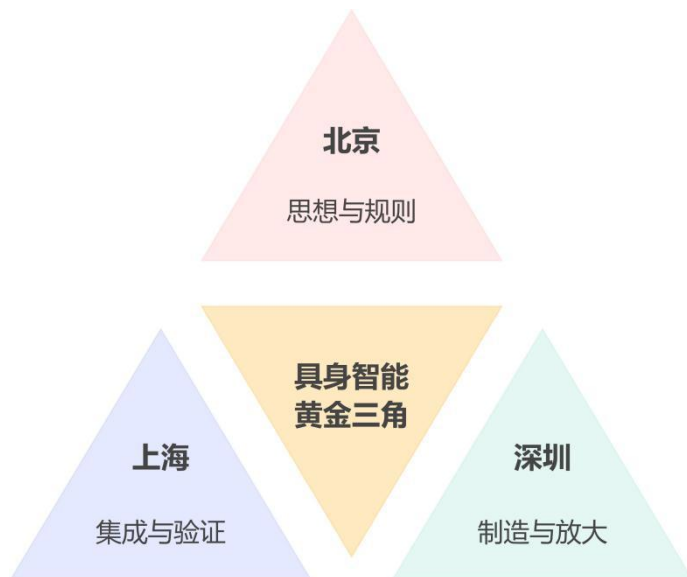 北京
思想与规则
具身智能
黄金三角
上海
集成与验证
深圳
制造与放大